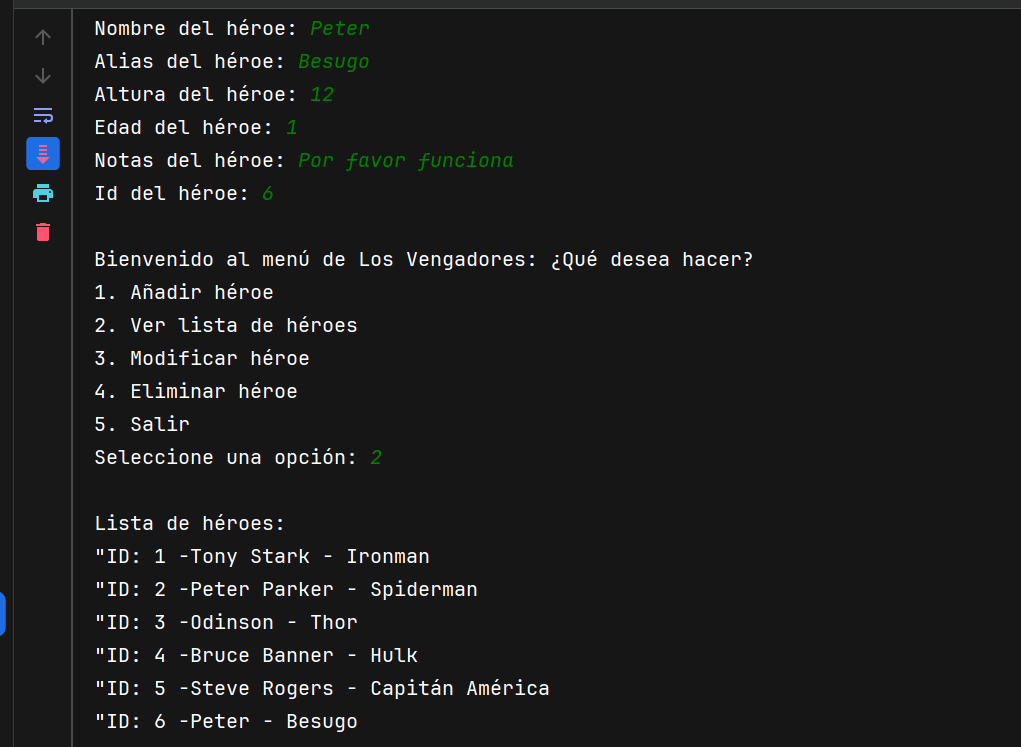 Nombre del héroe: Peter
Alias del héroe: Besugo
Altura del héroe: 12
Edad del héroe: 1
Notas del héroe: Por favor funciona
Id del héroe: 6
Bienvenido al menú de Los Vengadores: ¿Qué desea hacer?
1. Añadir héroe
2. Ver lista de héroes
3. Modificar héroe
4. Eliminar héroe
5. Salir
Seleccione una opción: 2
Lista de héroes:
"ID: 1 -Tony Stark - Ironman
"ID: 2 -Peter Parker - Spiderman
"ID: 3 -Odinson - Thor
"ID: 4 -Bruce Banner - Hulk
"ID: 5 -Steve Rogers - Capitán América
"ID: 6 -Peter - Besugo